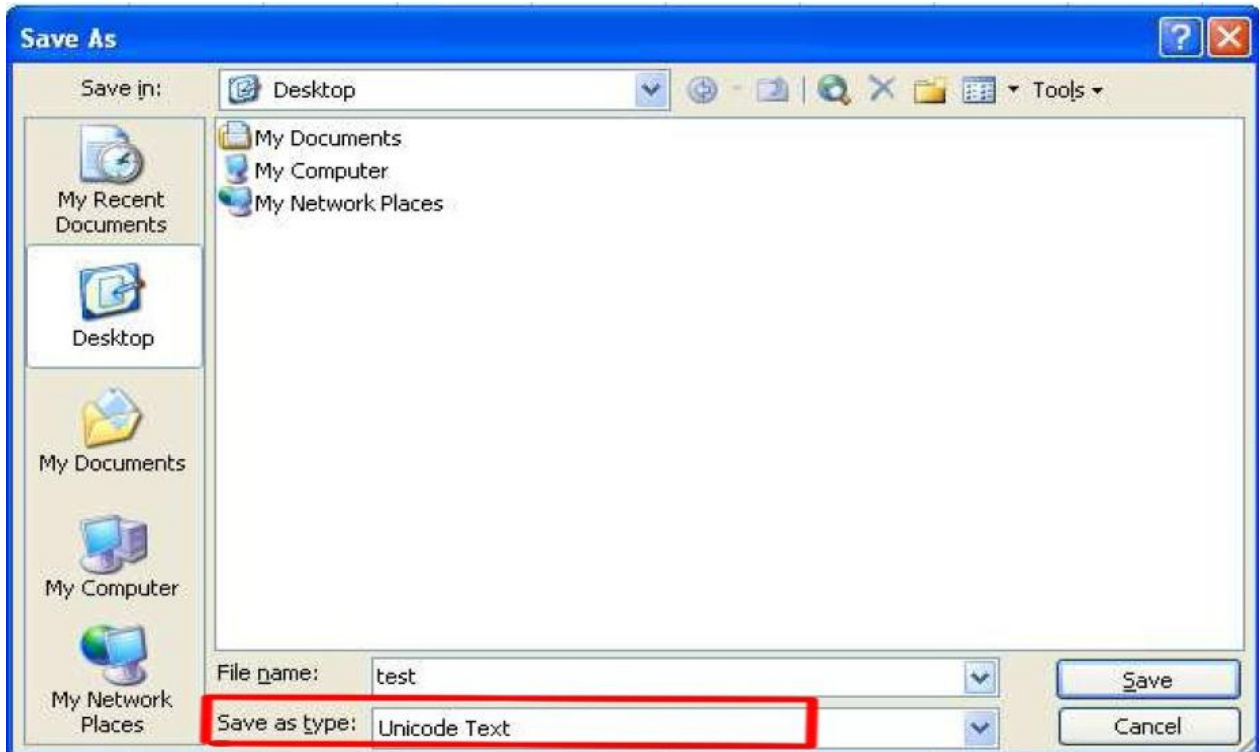 Save As
Save in:
Desktop
Tools
My Documents
My Computer
My Network Places
My Recent
Documents
Desktop
My Documents
My Computer
My Network
Places
File name:
test
Save
Save as type:
Unicode Text
Cancel